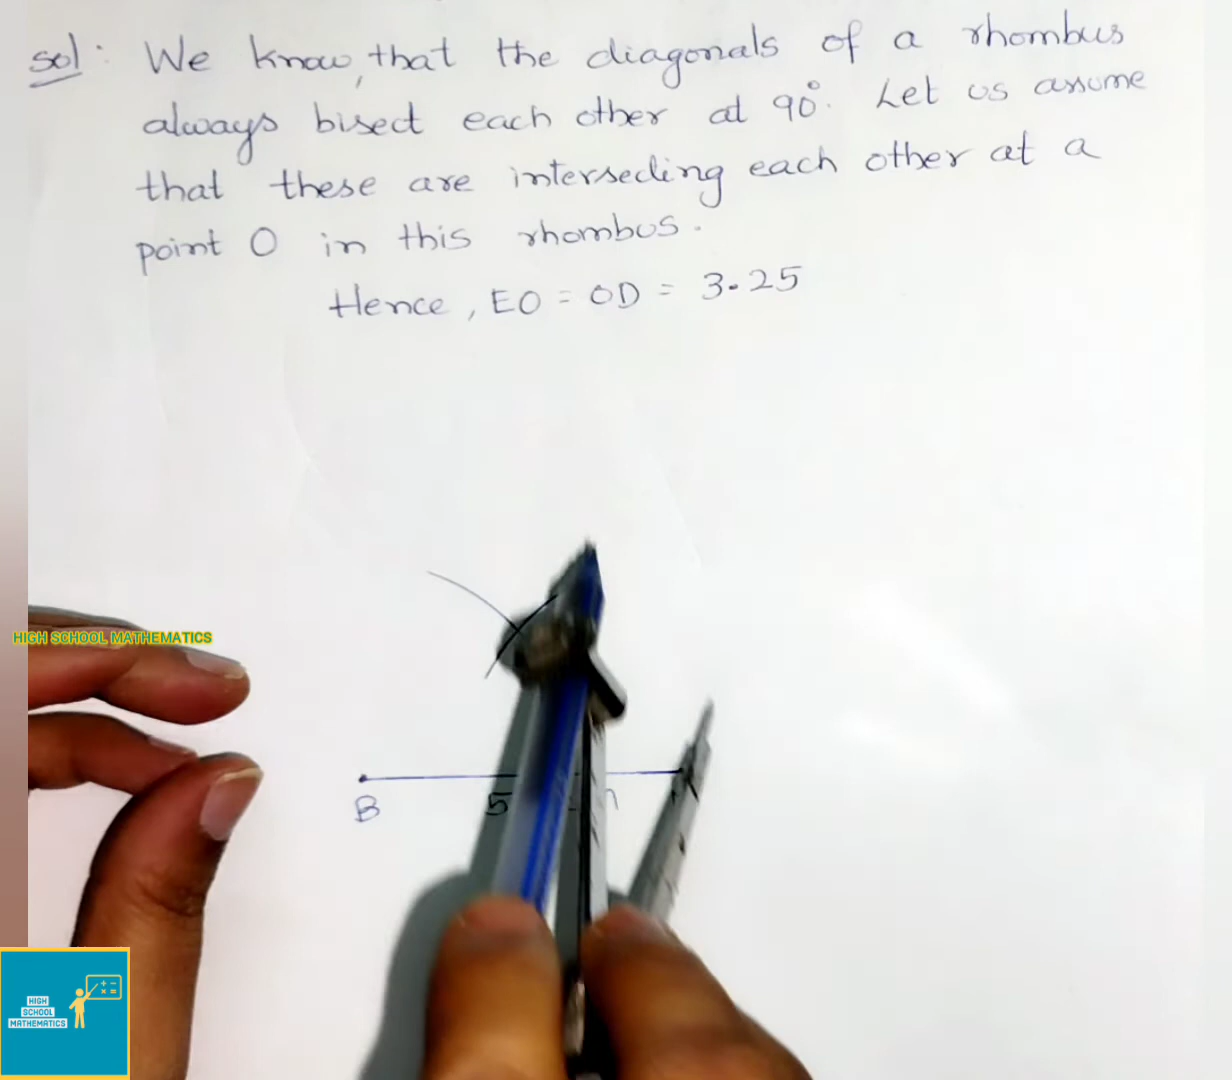 sol: We know, that the diagonals of a rhombus
always bisect each other at 90°. Let us assume
that these are intersecting each other at a
point O in this rhombus.
Hence, EO = OD = 3.25
HIGH SCHOOL MATHEMATICS
B
5
HIGH
SCHOOL
MATHEMATICS